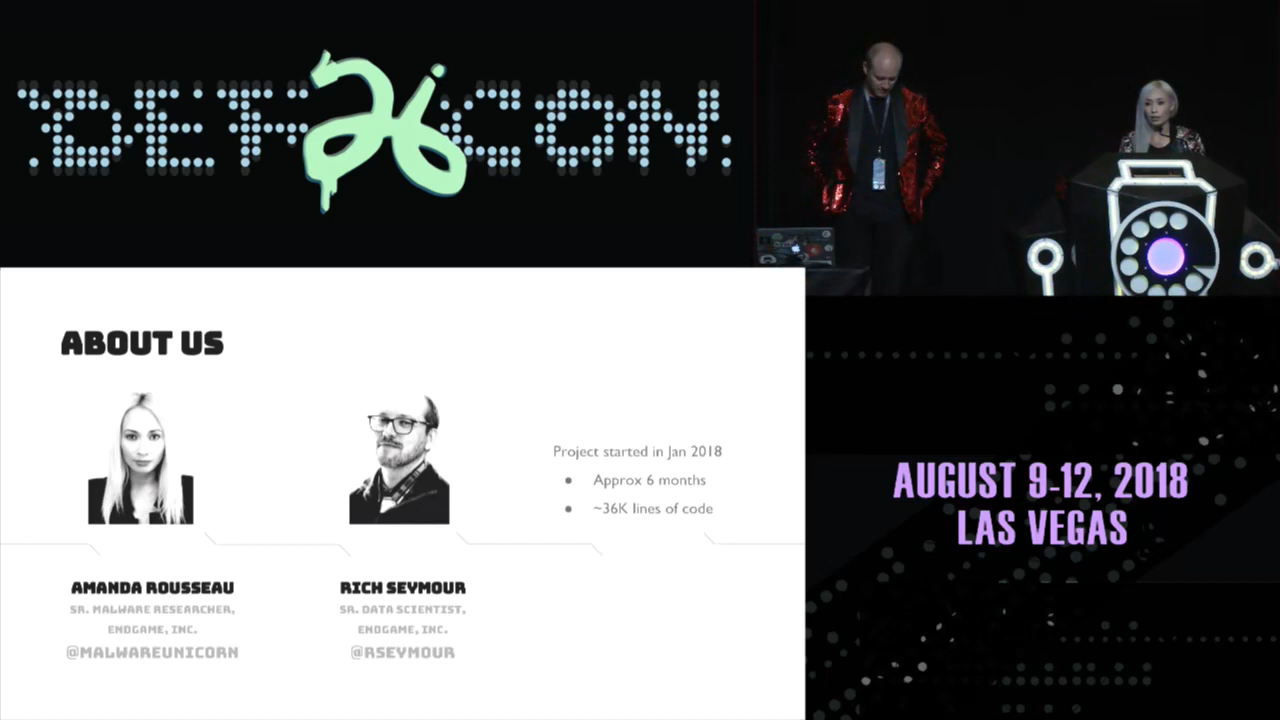 DEF CON
26
ABOUT US
Project started in Jan 2018
• Approx 6 months
• ~36K lines of code
AMANDA ROUSSEAU
SR. MALWARE RESEARCHER,
ENDGAME, INC.
@MALWAREUNICORN
RICH SEYMOUR
SR. DATA SCIENTIST,
ENDGAME, INC.
@RSEYMOUR
AUGUST 9-12, 2018
LAS VEGAS